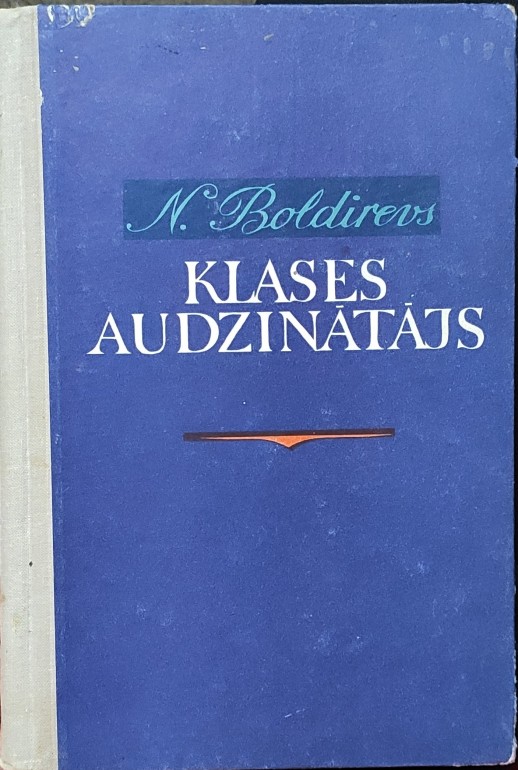 N. Boldirevs
KLASES
AUDZINĀTĀJS